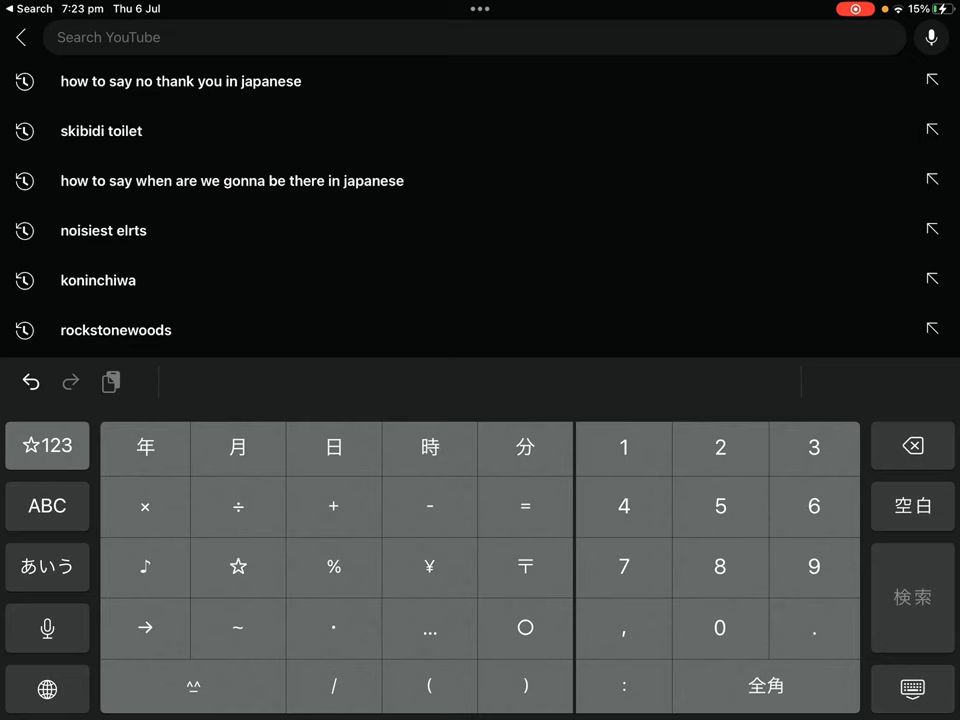 Search 7:23 pm Thu 6 Jul 15%
Search YouTube
how to say no thank you in japanese
skibidi toilet
how to say when are we gonna be there in japanese
noisiest elrts
koninchiwa
rockstonewoods
☆123 年 月 日 時 分 1 2 3
ABC × ÷ + - = 4 5 6 空白
あいう ♪ ☆ % ¥ 〒 7 8 9 検索
→ ~ ・ … ○ , 0 .
^^ / ( ) : 全角